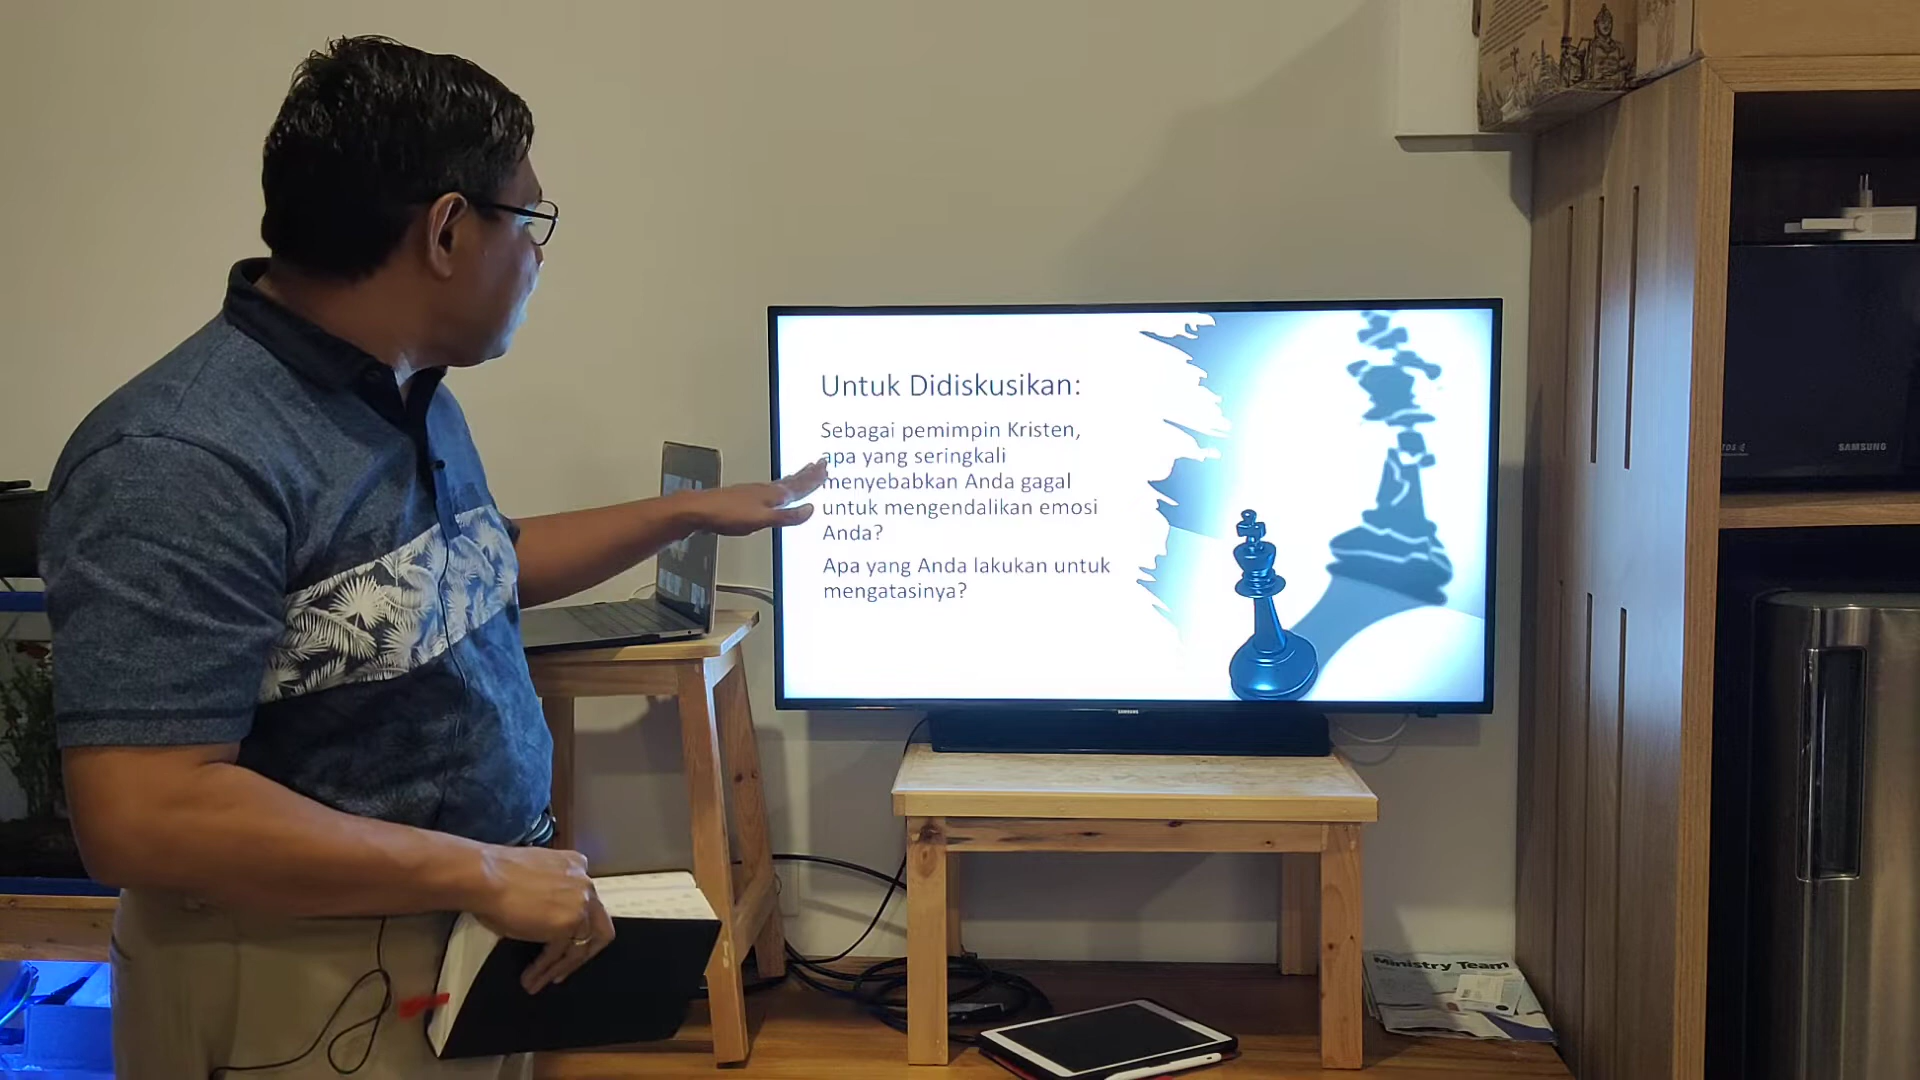 Untuk Didiskusikan:
Sebagai pemimpin Kristen,
apa yang seringkali
menyebabkan Anda gagal
untuk mengendalikan emosi
Anda?
Apa yang Anda lakukan untuk
mengatasinya?
SAMSUNG
SAMSUNG
Ministry Team